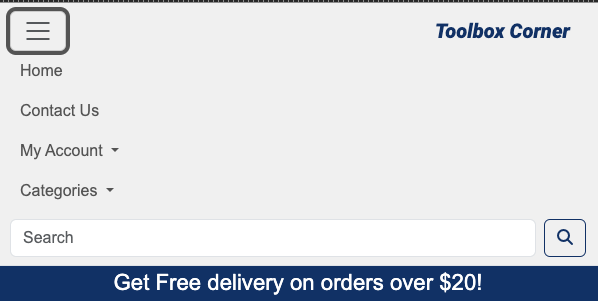 Toolbox Corner
Home
Contact Us
My Account
Categories
Search
Get Free delivery on orders over $20!